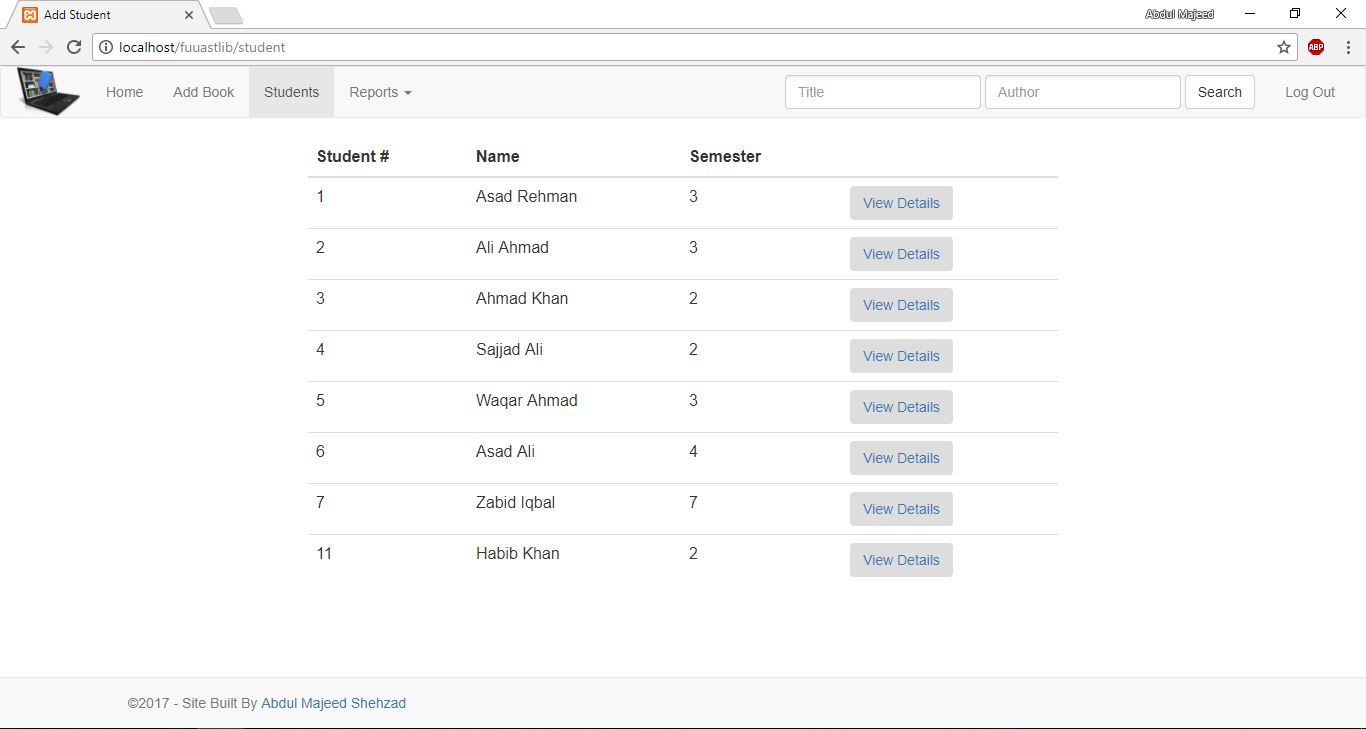 Add Student
Abdul Majeed
localhost/fuuastlib/student
ABP
Home Add Book Students Reports Title Author Search Log Out
Student # Name Semester
1 Asad Rehman 3 View Details
2 Ali Ahmad 3 View Details
3 Ahmad Khan 2 View Details
4 Sajjad Ali 2 View Details
5 Waqar Ahmad 3 View Details
6 Asad Ali 4 View Details
7 Zabid Iqbal 7 View Details
11 Habib Khan 2 View Details
©2017 - Site Built By Abdul Majeed Shehzad